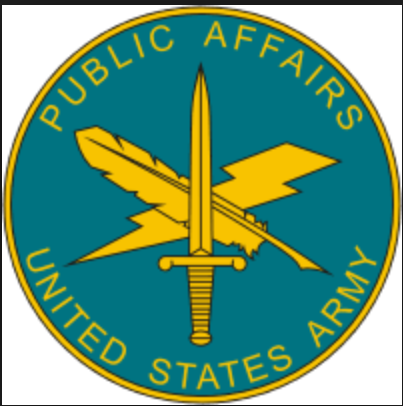 PUBLIC AFFAIRS
UNITED STATES ARMY